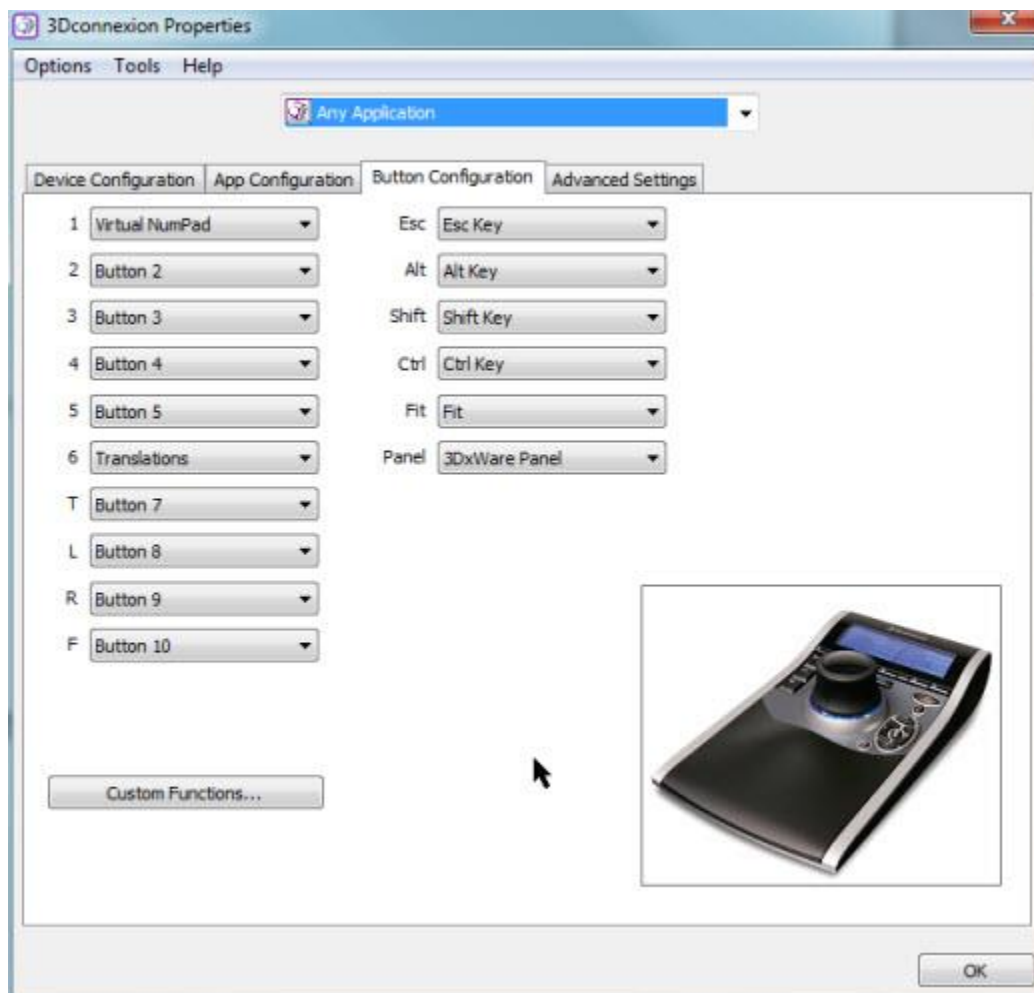 3Dconnexion Properties
Options Tools Help
Any Application
Device Configuration App Configuration Button Configuration Advanced Settings
1 Virtual NumPad Esc Esc Key
2 Button 2 Alt Alt Key
3 Button 3 Shift Shift Key
4 Button 4 Ctrl Ctrl Key
5 Button 5 Fit Fit
6 Translations Panel 3DxWare Panel
T Button 7
L Button 8
R Button 9
F Button 10
Custom Functions...
OK